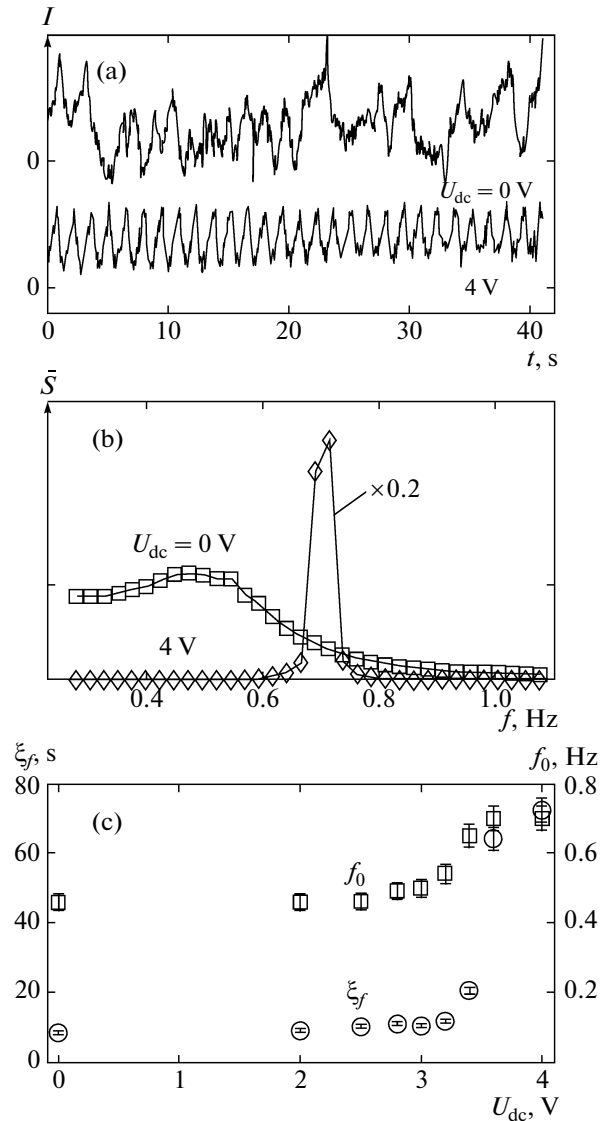 I
(a)
0
U_dc = 0 V
0
4 V
0 10 20 30 40
t, s
S̄
(b)
×0.2
U_dc = 0 V
4 V
0.4 0.6 0.8 1.0
f, Hz
ξ_f, s f_0, Hz
80 0.8
(c)
60 0.6
f_0
40 0.4
ξ_f
20 0.2
0
0 1 2 3 4
U_dc, V